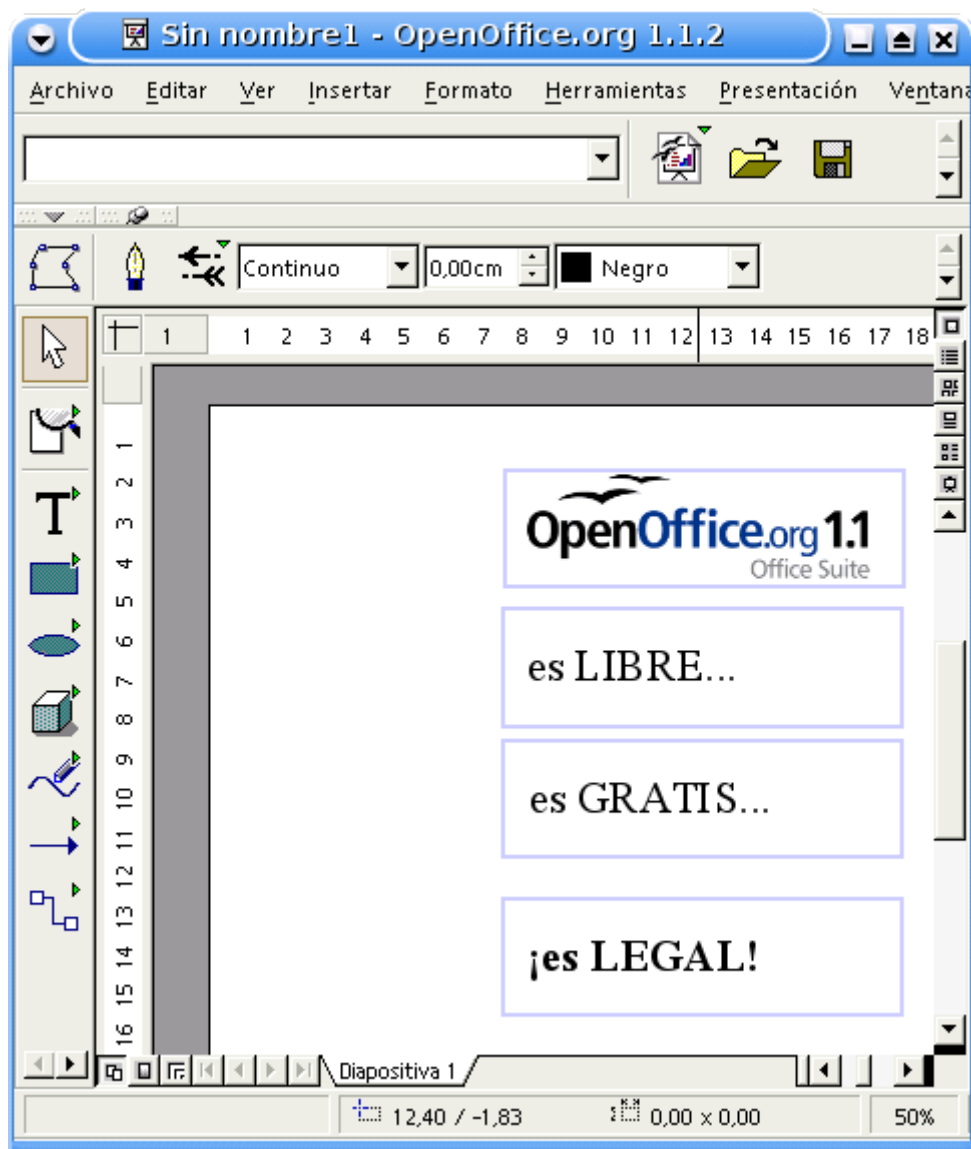 Sin nombre1 - OpenOffice.org 1.1.2
Archivo Editar Ver Insertar Formato Herramientas Presentación Ventana
Continuo 0,00cm Negro
1 1 2 3 4 5 6 7 8 9 10 11 12 13 14 15 16 17 18
1
2
3
4
5
6
7
8
9
10
11
12
13
14
15
16
OpenOffice.org 1.1
Office Suite
es LIBRE...
es GRATIS...
¡es LEGAL!
Diapositiva 1
12,40 / -1,83 0,00 x 0,00 50%